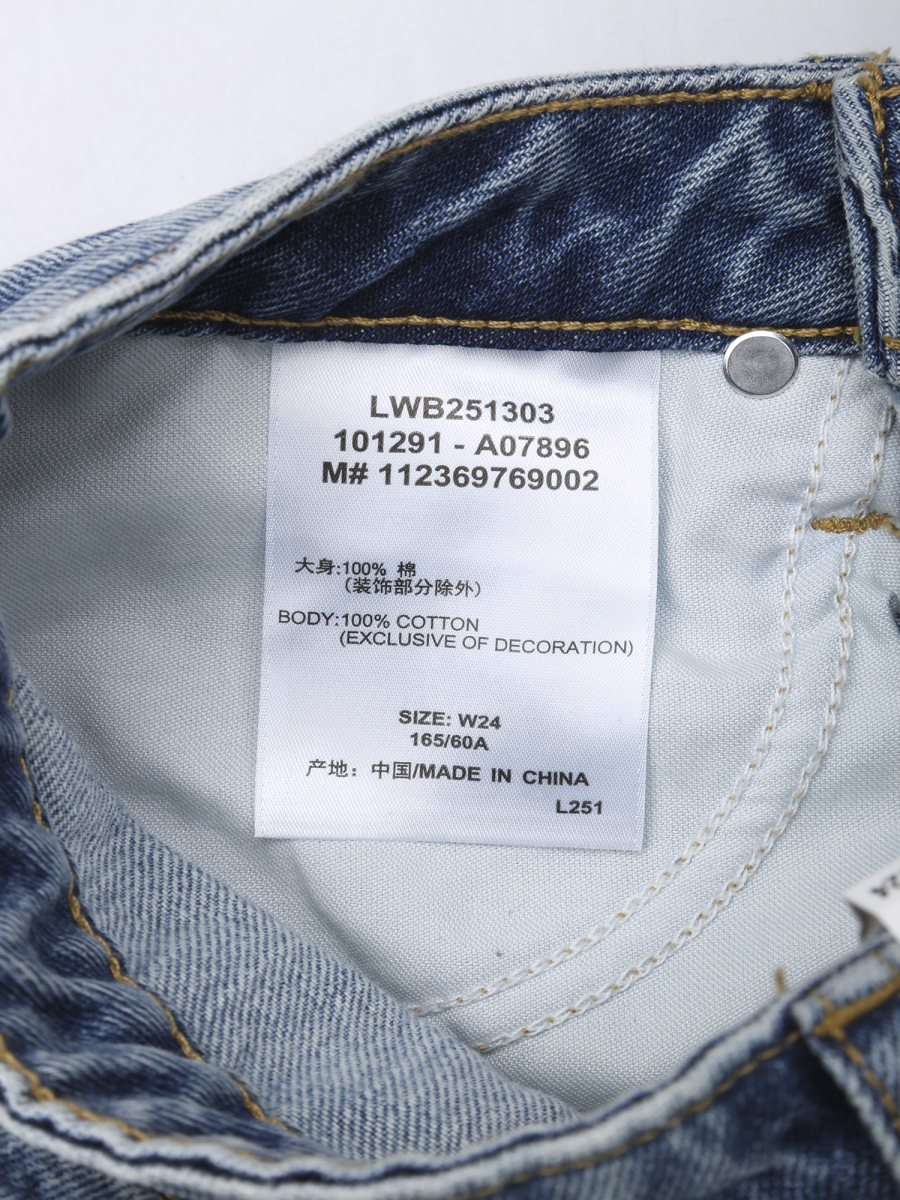 LWB251303
101291 - A07896
M# 112369769002
大身:100% 棉
(装饰部分除外)
BODY:100% COTTON
(EXCLUSIVE OF DECORATION)
SIZE: W24
165/60A
产地：中国/MADE IN CHINA
L251
24